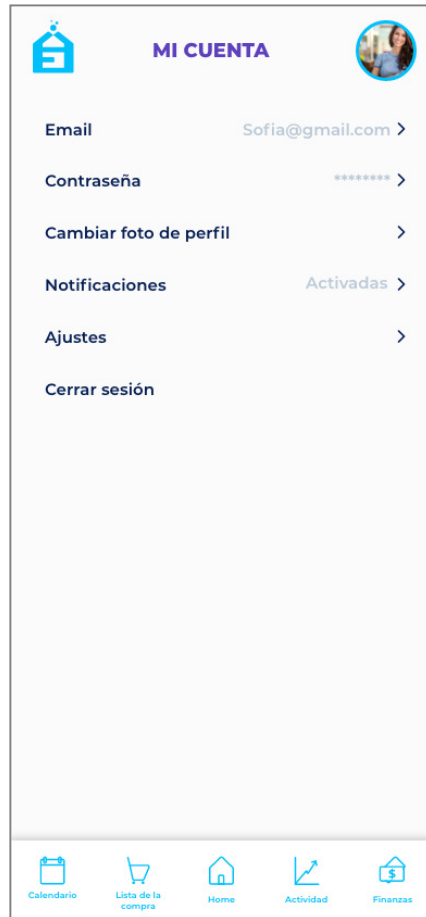 MI CUENTA
Email Sofia@gmail.com >
Contraseña ******** >
Cambiar foto de perfil >
Notificaciones Activadas >
Ajustes >
Cerrar sesión
Calendario
Lista de la
compra
Home
Actividad
Finanzas